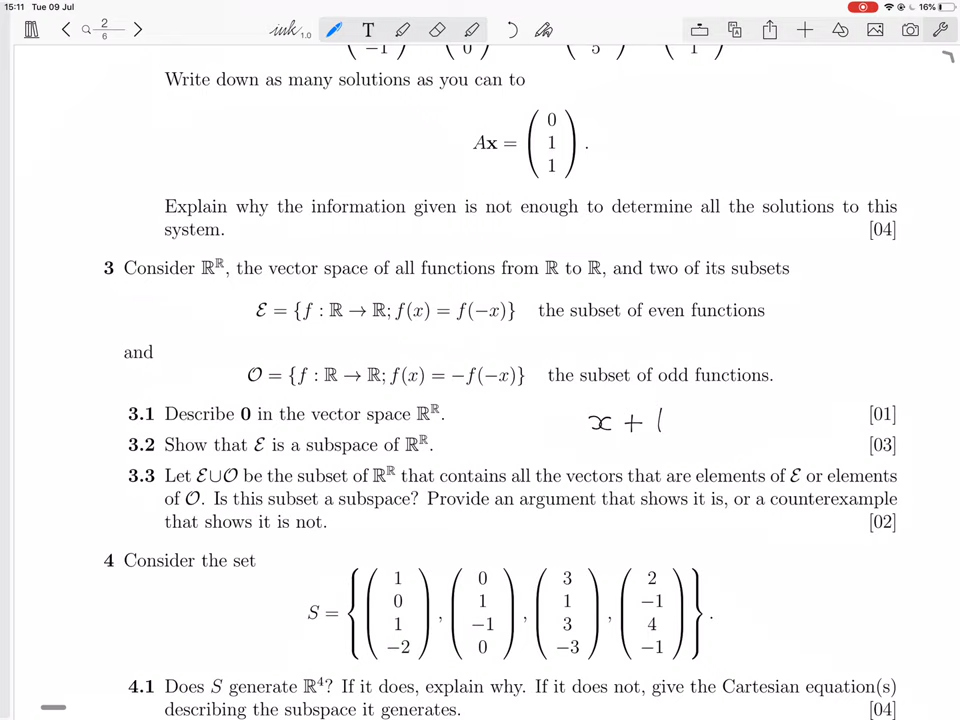 15:11 Tue 09 Jul 16%
2
6
ink 1.0
T
−1 0 5 1
Write down as many solutions as you can to
Ax = ( 0 1 1 ) .
Explain why the information given is not enough to determine all the solutions to this
system. [04]
3 Consider ℝ^ℝ, the vector space of all functions from ℝ to ℝ, and two of its subsets
ℰ = {f : ℝ → ℝ; f(x) = f(−x)} the subset of even functions
and
𝒪 = {f : ℝ → ℝ; f(x) = −f(−x)} the subset of odd functions.
3.1 Describe 0 in the vector space ℝ^ℝ. [01]
x + 1
3.2 Show that ℰ is a subspace of ℝ^ℝ. [03]
3.3 Let ℰ∪𝒪 be the subset of ℝ^ℝ that contains all the vectors that are elements of ℰ or elements
of 𝒪. Is this subset a subspace? Provide an argument that shows it is, or a counterexample
that shows it is not. [02]
4 Consider the set
S = { ( 1 0 1 −2 ) , ( 0 1 −1 0 ) , ( 3 1 3 −3 ) , ( 2 −1 4 −1 ) } .
4.1 Does S generate ℝ⁴? If it does, explain why. If it does not, give the Cartesian equation(s)
describing the subspace it generates. [04]